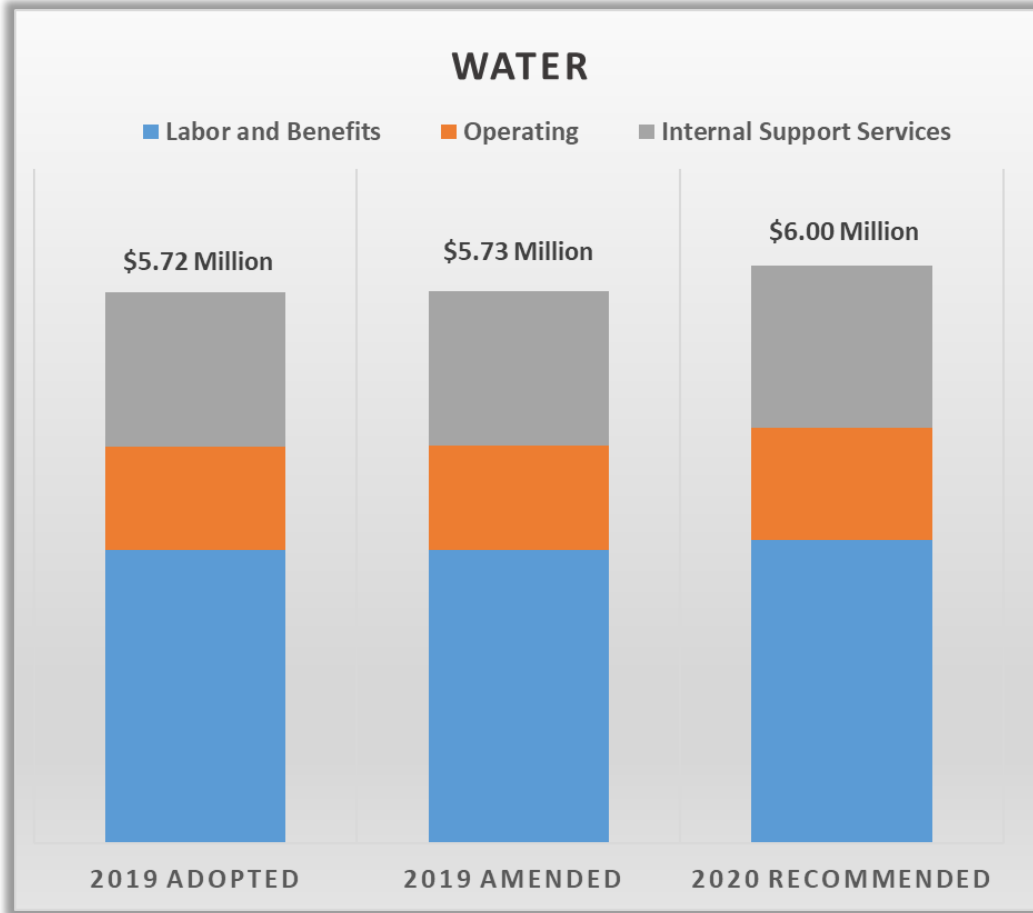 WATER
Labor and Benefits Operating Internal Support Services
$5.72 Million $5.73 Million $6.00 Million
2019 ADOPTED 2019 AMENDED 2020 RECOMMENDED